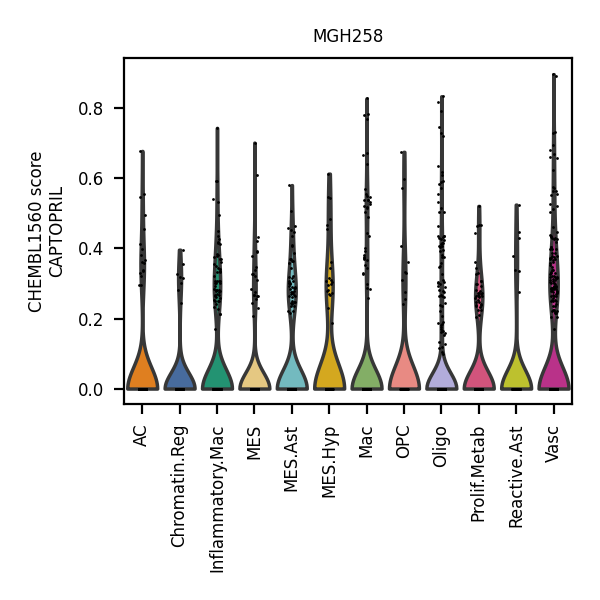 MGH258
CHEMBL1560 score
CAPTOPRIL
0.8
0.6
0.4
0.2
0.0
AC
Chromatin.Reg
Inflammatory.Mac
MES
MES.Ast
MES.Hyp
Mac
OPC
Oligo
Prolif.Metab
Reactive.Ast
Vasc